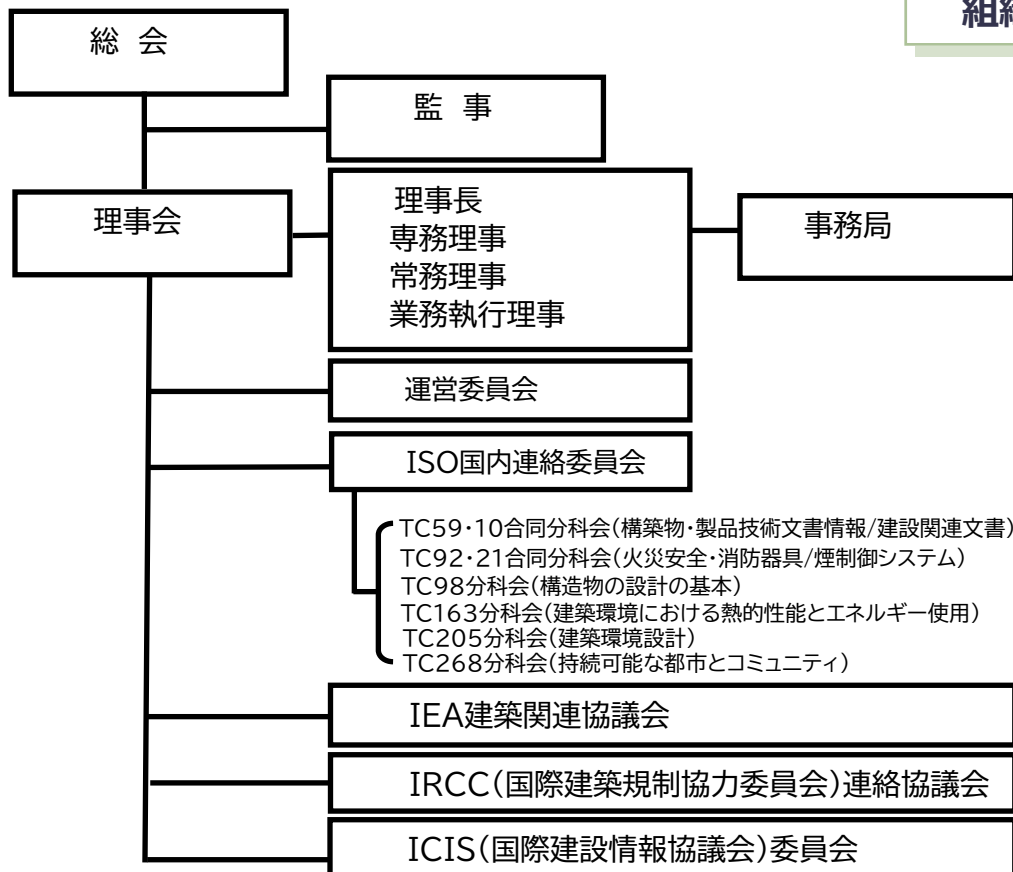 組織
総 会
監 事
理事会
理事長
専務理事
常務理事
業務執行理事
事務局
運営委員会
ISO国内連絡委員会
TC59・10合同分科会(構築物・製品技術文書情報/建設関連文書)
TC92・21合同分科会(火災安全・消防器具/煙制御システム)
TC98分科会(構造物の設計の基本)
TC163分科会(建築環境における熱的性能とエネルギー使用)
TC205分科会(建築環境設計)
TC268分科会(持続可能な都市とコミュニティ)
IEA建築関連協議会
IRCC(国際建築規制協力委員会)連絡協議会
ICIS(国際建設情報協議会)委員会